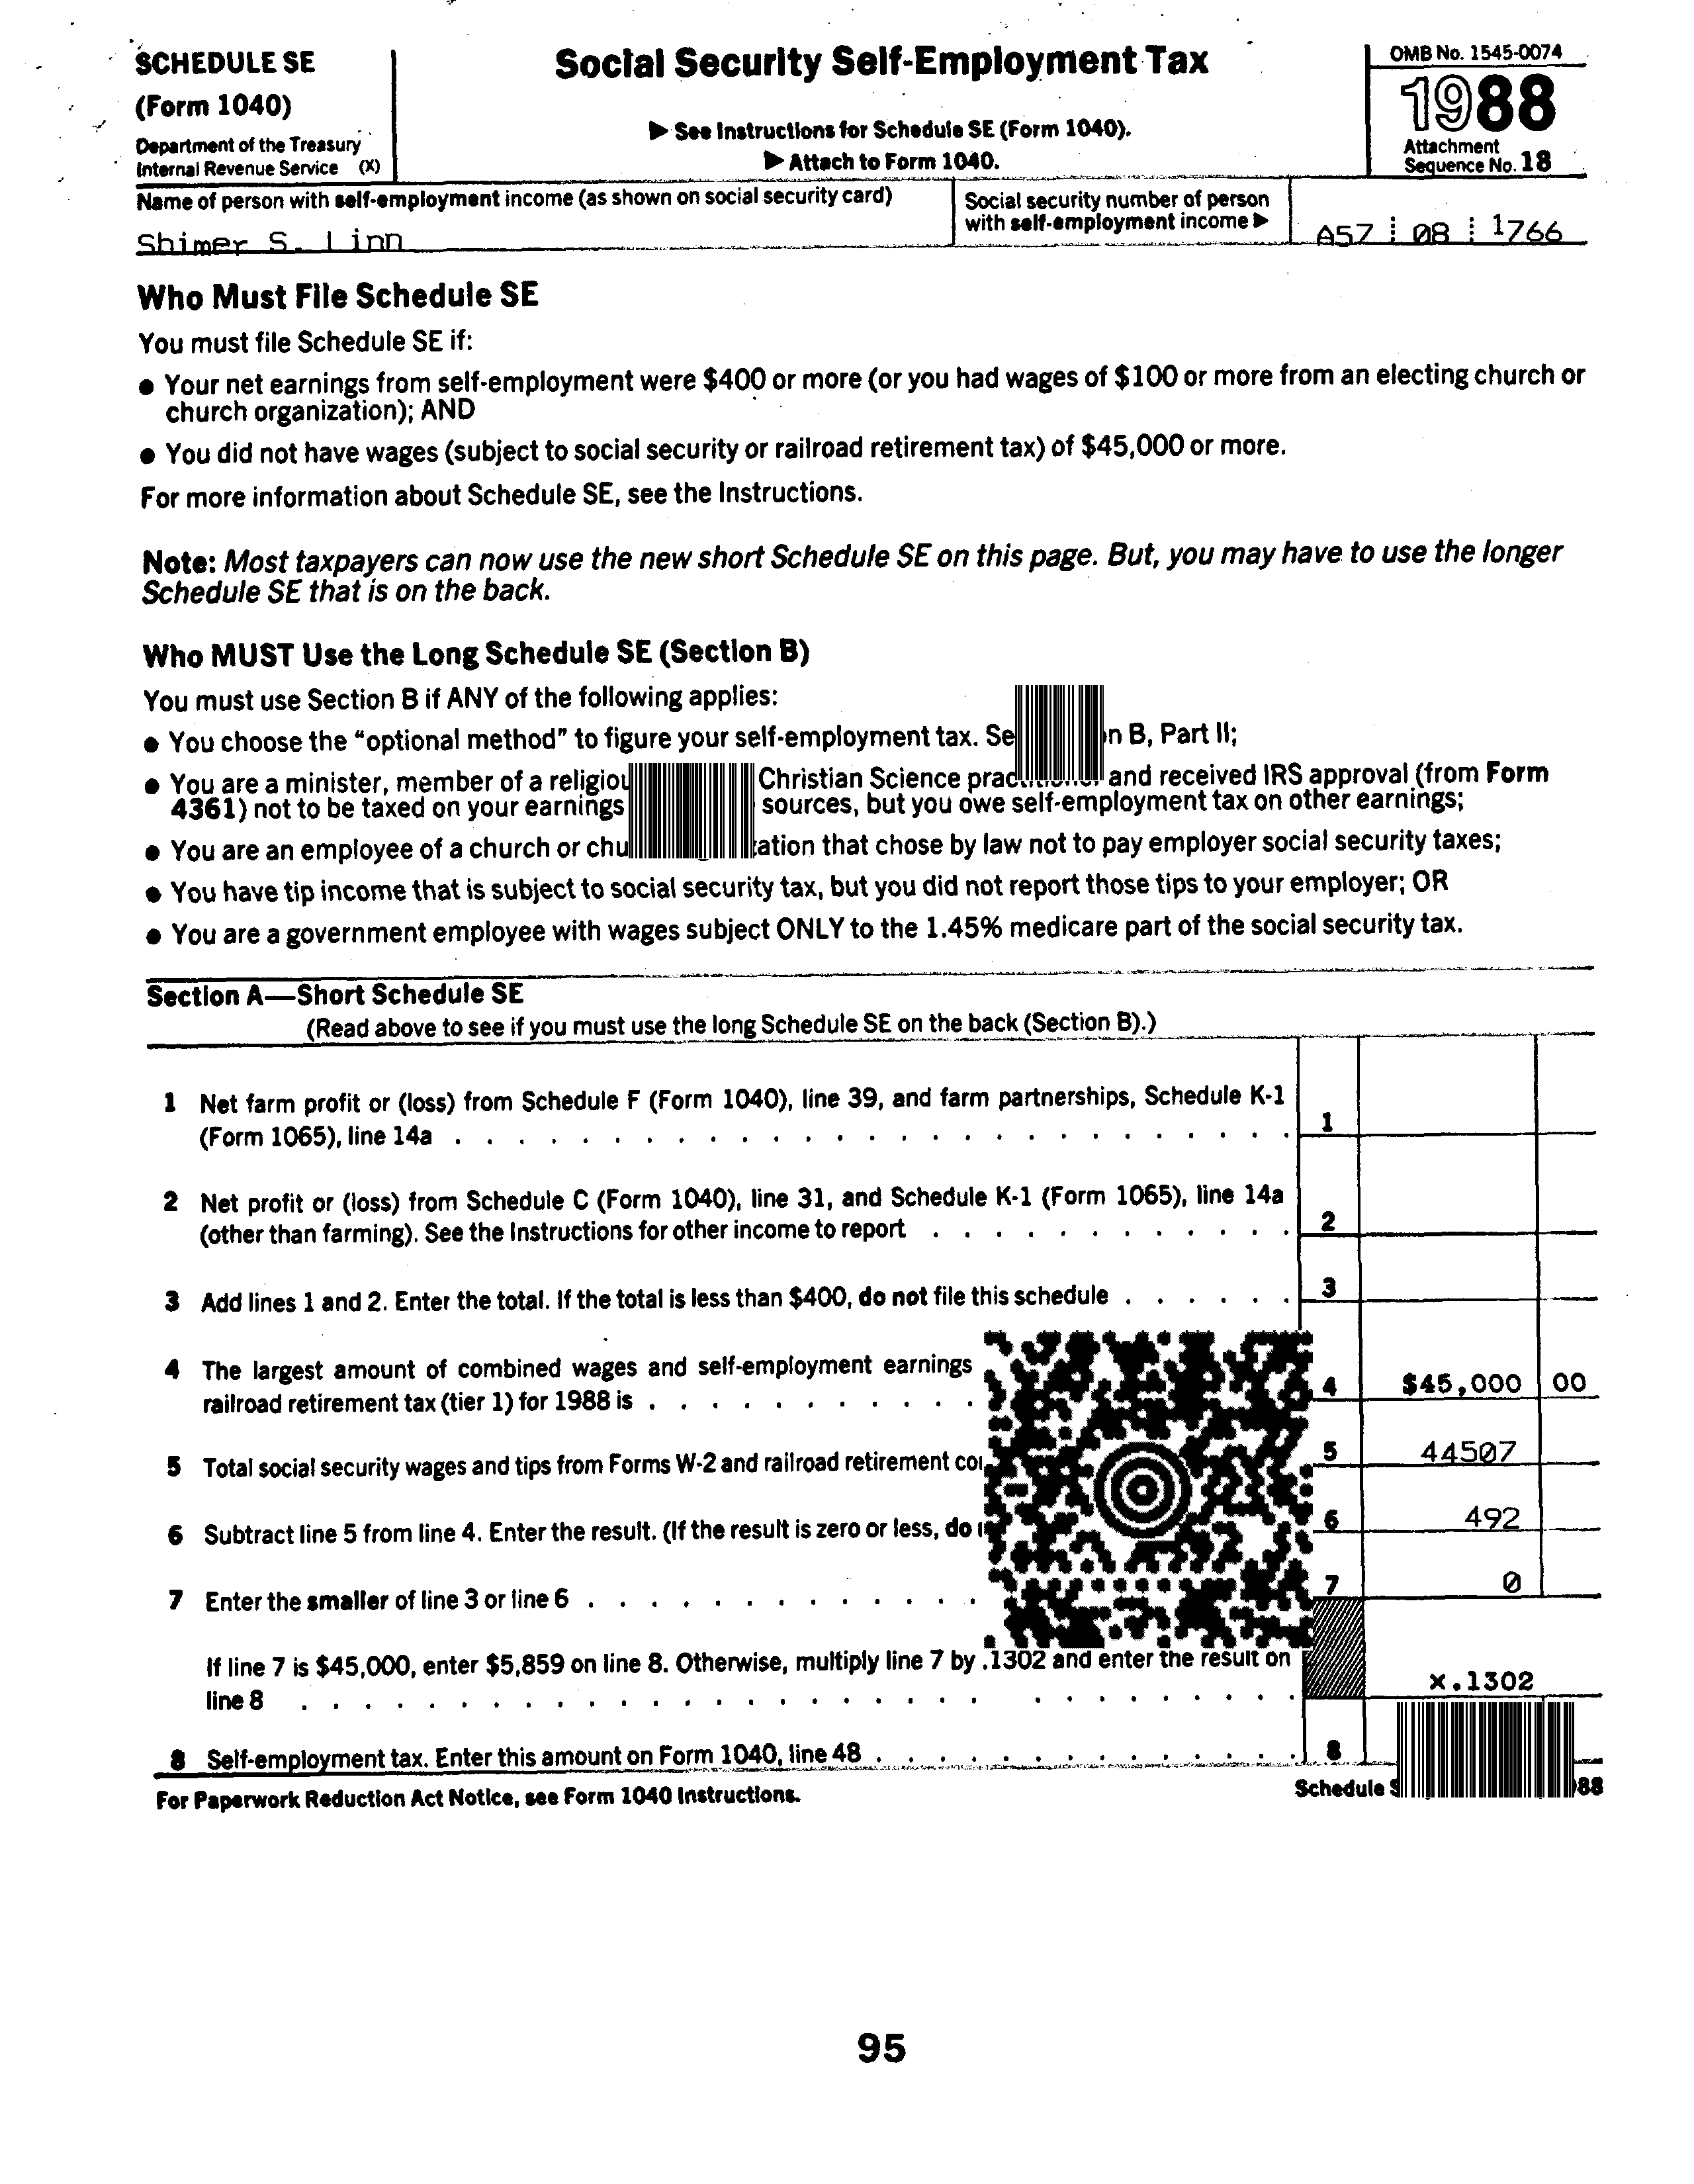 SCHEDULE SE
(Form 1040)
Department of the Treasury
Internal Revenue Service (X)
Social Security Self-Employment Tax
▶ See Instructions for Schedule SE (Form 1040).
▶ Attach to Form 1040.
OMB No. 1545-0074
1988
Attachment
Sequence No. 18
Name of person with self-employment income (as shown on social security card)
Shimer S. Linn
Social security number of person
with self-employment income ▶
A57 08 1766
Who Must File Schedule SE
You must file Schedule SE if:
● Your net earnings from self-employment were $400 or more (or you had wages of $100 or more from an electing church or
church organization); AND
● You did not have wages (subject to social security or railroad retirement tax) of $45,000 or more.
For more information about Schedule SE, see the Instructions.
Note: Most taxpayers can now use the new short Schedule SE on this page. But, you may have to use the longer
Schedule SE that is on the back.
Who MUST Use the Long Schedule SE (Section B)
You must use Section B if ANY of the following applies:
● You choose the "optional method" to figure your self-employment tax. B, Part II;
● You are a minister, member of a Christian Science and received IRS approval (from Form
4361) not to be taxed on your earnings sources, but you owe self-employment tax on other earnings;
● You are an employee of a church or that chose by law not to pay employer social security taxes;
● You have tip income that is subject to social security tax, but you did not report those tips to your employer; OR
● You are a government employee with wages subject ONLY to the 1.45% medicare part of the social security tax.
Section A—Short Schedule SE
(Read above to see if you must use the long Schedule SE on the back (Section B).)
1 Net farm profit or (loss) from Schedule F (Form 1040), line 39, and farm partnerships, Schedule K-1
(Form 1065), line 14a . . . . . . . . . . . . . . . . . . . . . . . . . . . 1
2 Net profit or (loss) from Schedule C (Form 1040), line 31, and Schedule K-1 (Form 1065), line 14a
(other than farming). See the Instructions for other income to report . . . . . . . . . . . . 2
3 Add lines 1 and 2. Enter the total. If the total is less than $400, do not file this schedule . . . . . . 3
4 The largest amount of combined wages and self-employment earnings
railroad retirement tax (tier 1) for 1988 is . . . . . . . . . . . 4 $45,000 00
5 Total social security wages and tips from Forms W-2 and railroad retirement 5 44507
6 Subtract line 5 from line 4. Enter the result. (If the result is zero or less, do 6 492
7 Enter the smaller of line 3 or line 6 . . . . . . . . . . . . . 7 0
If line 7 is $45,000, enter $5,859 on line 8. Otherwise, multiply line 7 by .1302 and enter the result on
line 8 . . . . . . . . . . . . . . . . . . . . . . . . . . . . . x.1302
8 Self-employment tax. Enter this amount on Form 1040, line 48 . . . . . . . . . . . . . . 8
For Paperwork Reduction Act Notice, see Form 1040 Instructions.
Schedule 88
95